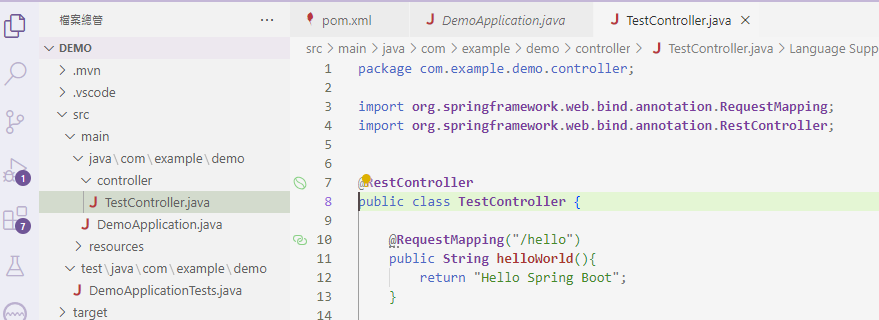 檔案總管 ···
DEMO
.mvn
.vscode
src
main
java\com\example\demo
controller
J TestController.java
J DemoApplication.java
resources
test\java\com\example\demo
J DemoApplicationTests.java
target
1
7
pom.xml J DemoApplication.java J TestController.java ×
src > main > java > com > example > demo > controller > J TestController.java > Language Supp
1 package com.example.demo.controller;
2
3 import org.springframework.web.bind.annotation.RequestMapping;
4 import org.springframework.web.bind.annotation.RestController;
5
6
7 @RestController
8 public class TestController {
9
10 @RequestMapping("/hello")
11 public String helloWorld(){
12 return "Hello Spring Boot";
13 }
14